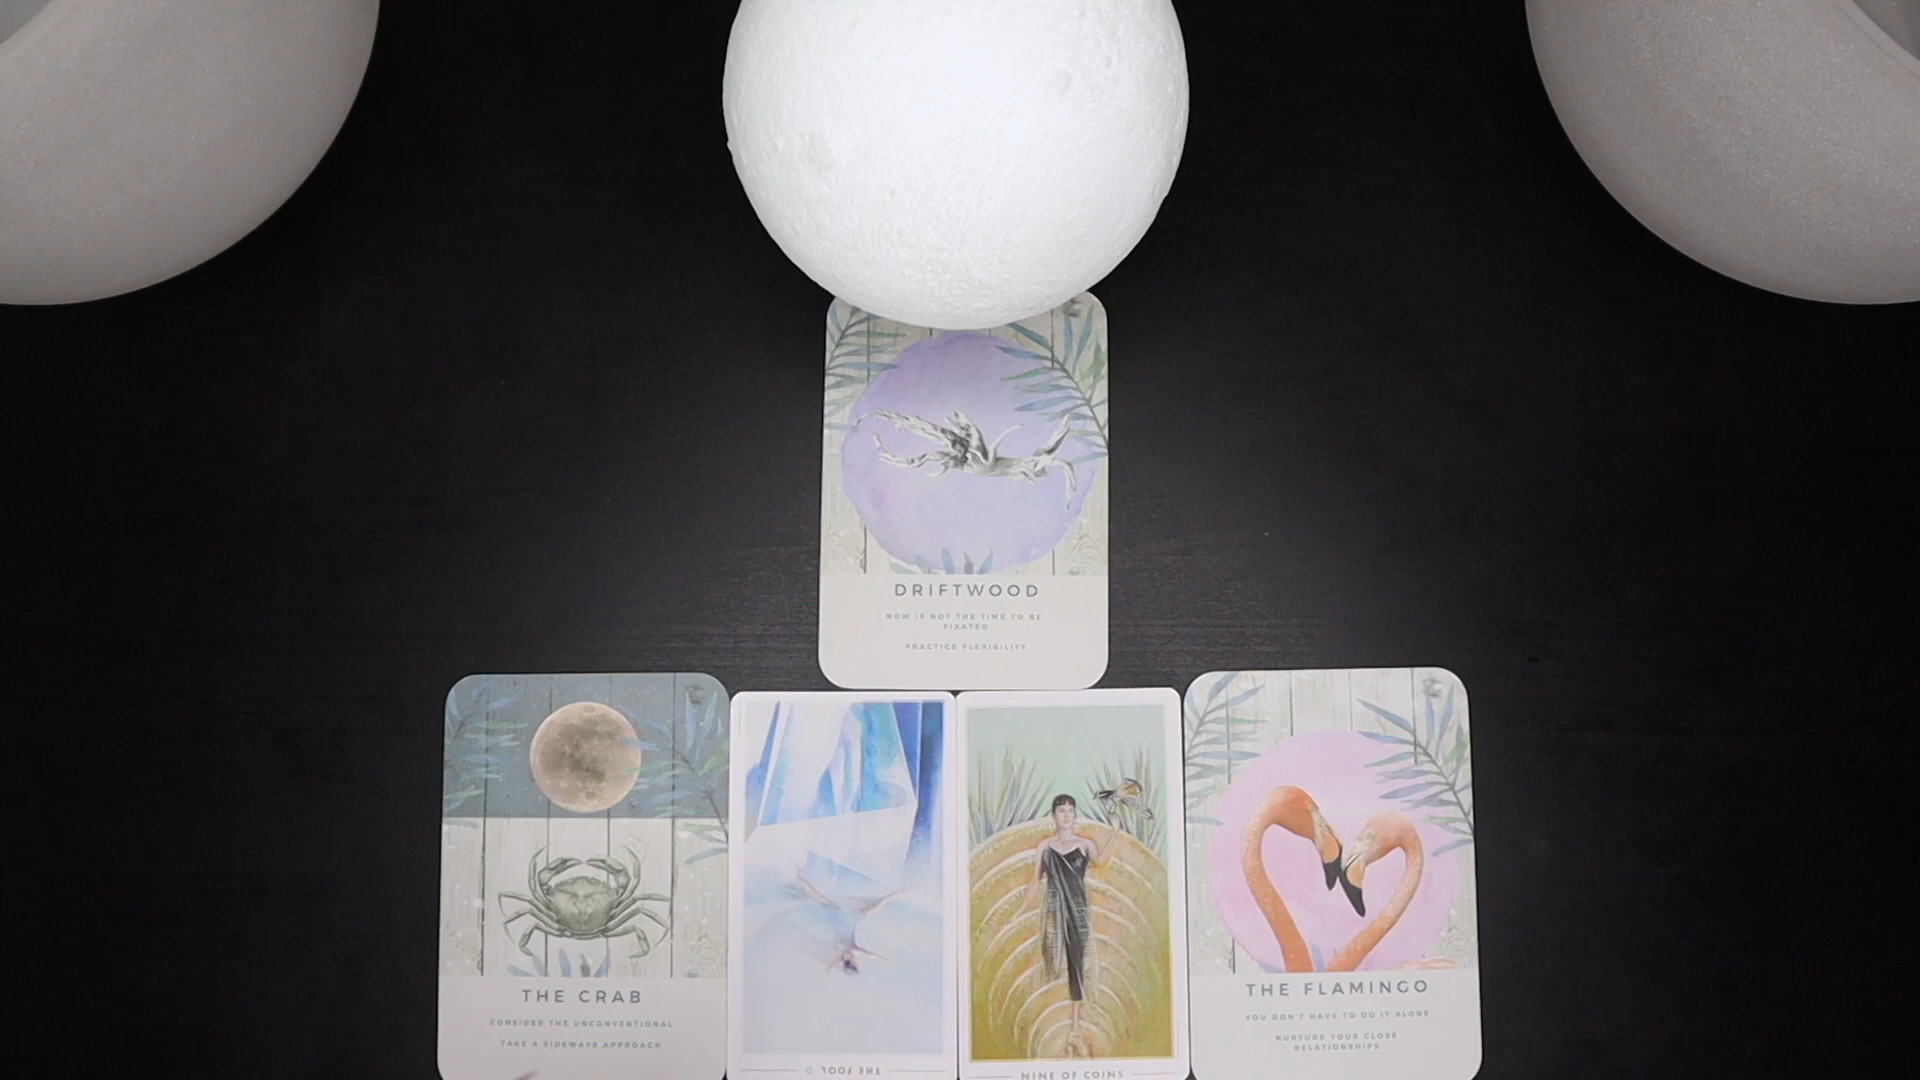 DRIFTWOOD
NOW IS NOT THE TIME TO BE
FIXATED
PRACTICE FLEXIBILITY
THE CRAB
CONSIDER THE UNCONVENTIONAL
TAKE A SIDEWAYS APPROACH
THE FOOL 0
NINE OF COINS
THE FLAMINGO
YOU DON'T HAVE TO DO IT ALONE
NURTURE YOUR CLOSE
RELATIONSHIPS